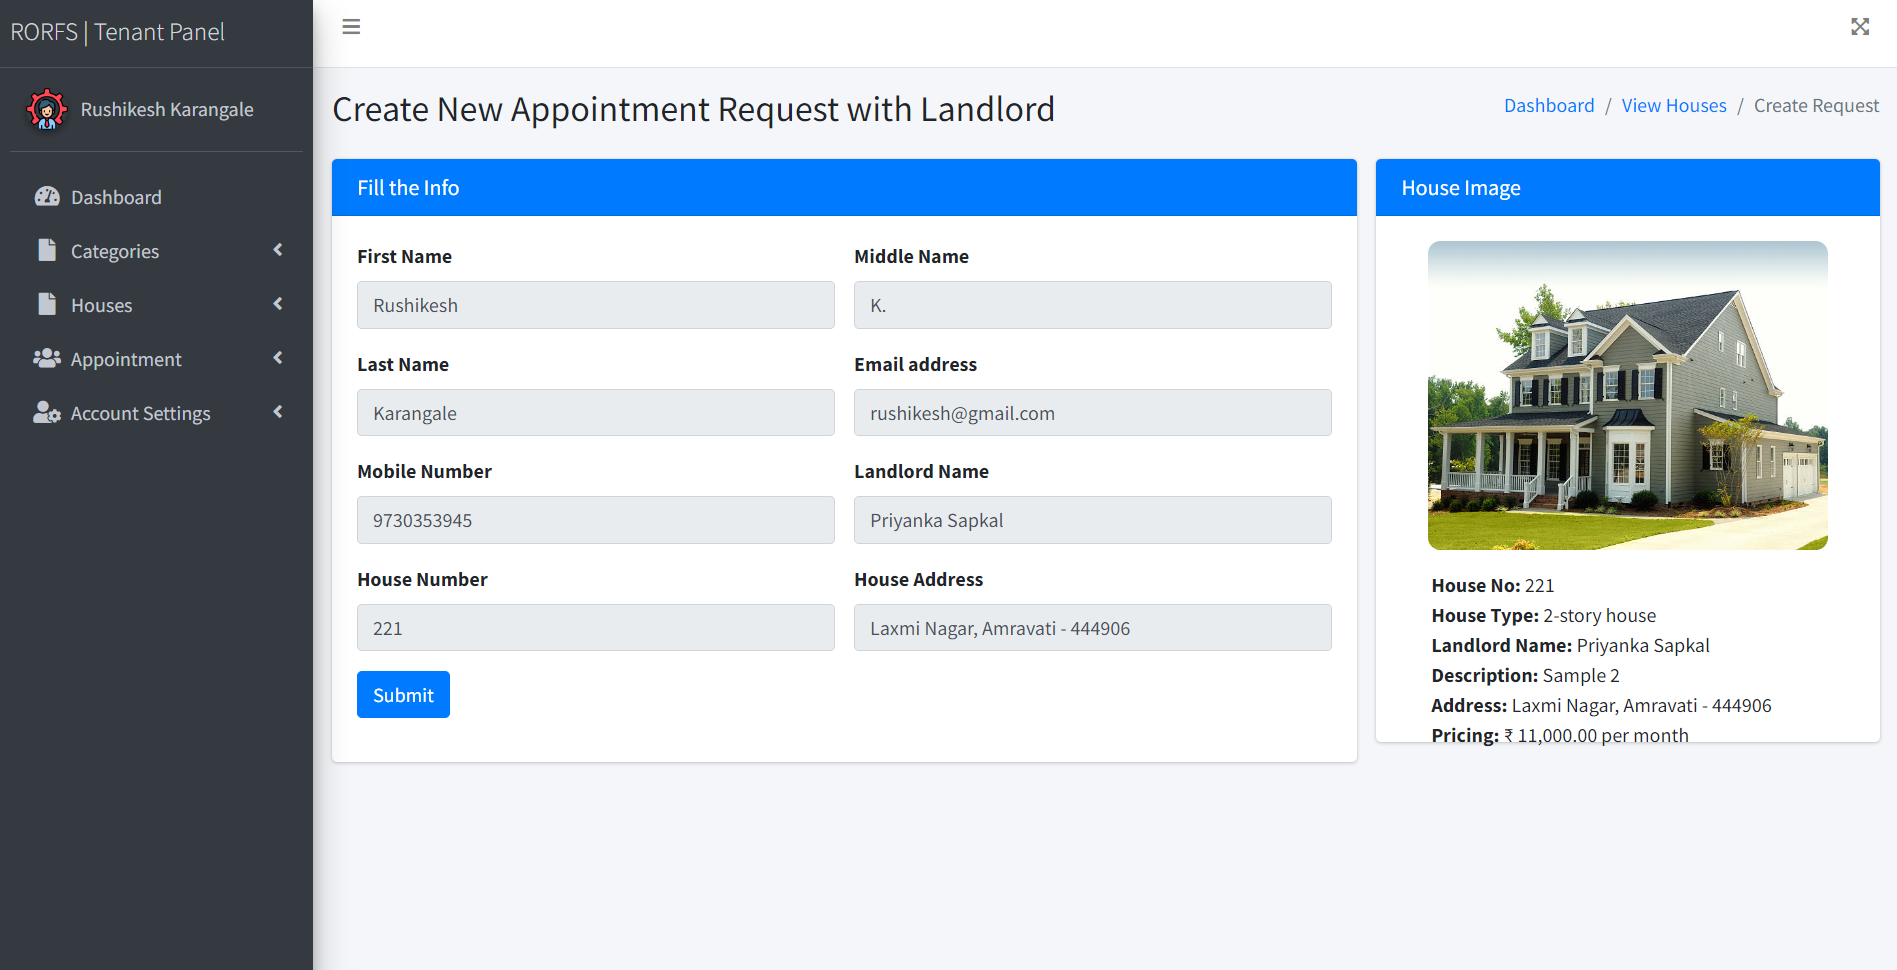 RORFS | Tenant Panel
Rushikesh Karangale
Dashboard
Categories
Houses
Appointment
Account Settings
Create New Appointment Request with Landlord
Dashboard / View Houses / Create Request
Fill the Info
First Name
Rushikesh
Middle Name
K.
Last Name
Karangale
Email address
rushikesh@gmail.com
Mobile Number
9730353945
Landlord Name
Priyanka Sapkal
House Number
221
House Address
Laxmi Nagar, Amravati - 444906
Submit
House Image
House No: 221
House Type: 2-story house
Landlord Name: Priyanka Sapkal
Description: Sample 2
Address: Laxmi Nagar, Amravati - 444906
Pricing: ₹ 11,000.00 per month